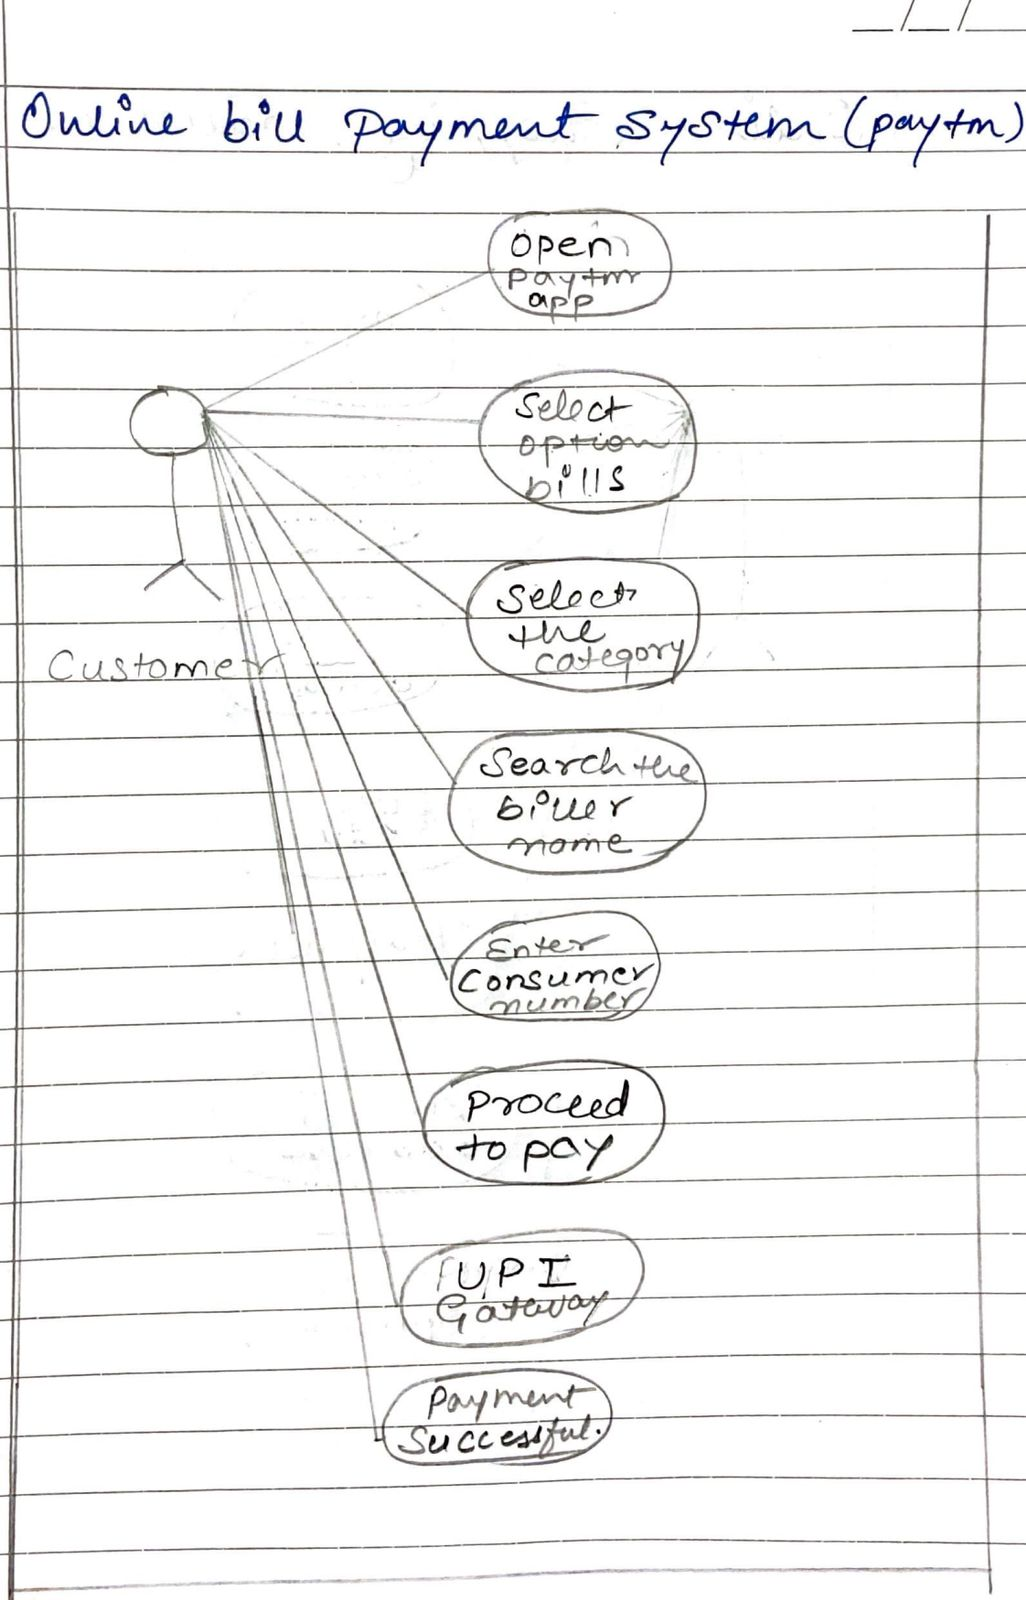 Online bill payment system (paytm)
open
paytm
app
Select
option
bills
Select
the
category
Customer
Search the
biller
name
Enter
Consumer
number
Proceed
to pay
UPI
Gateway
Payment
Successful.